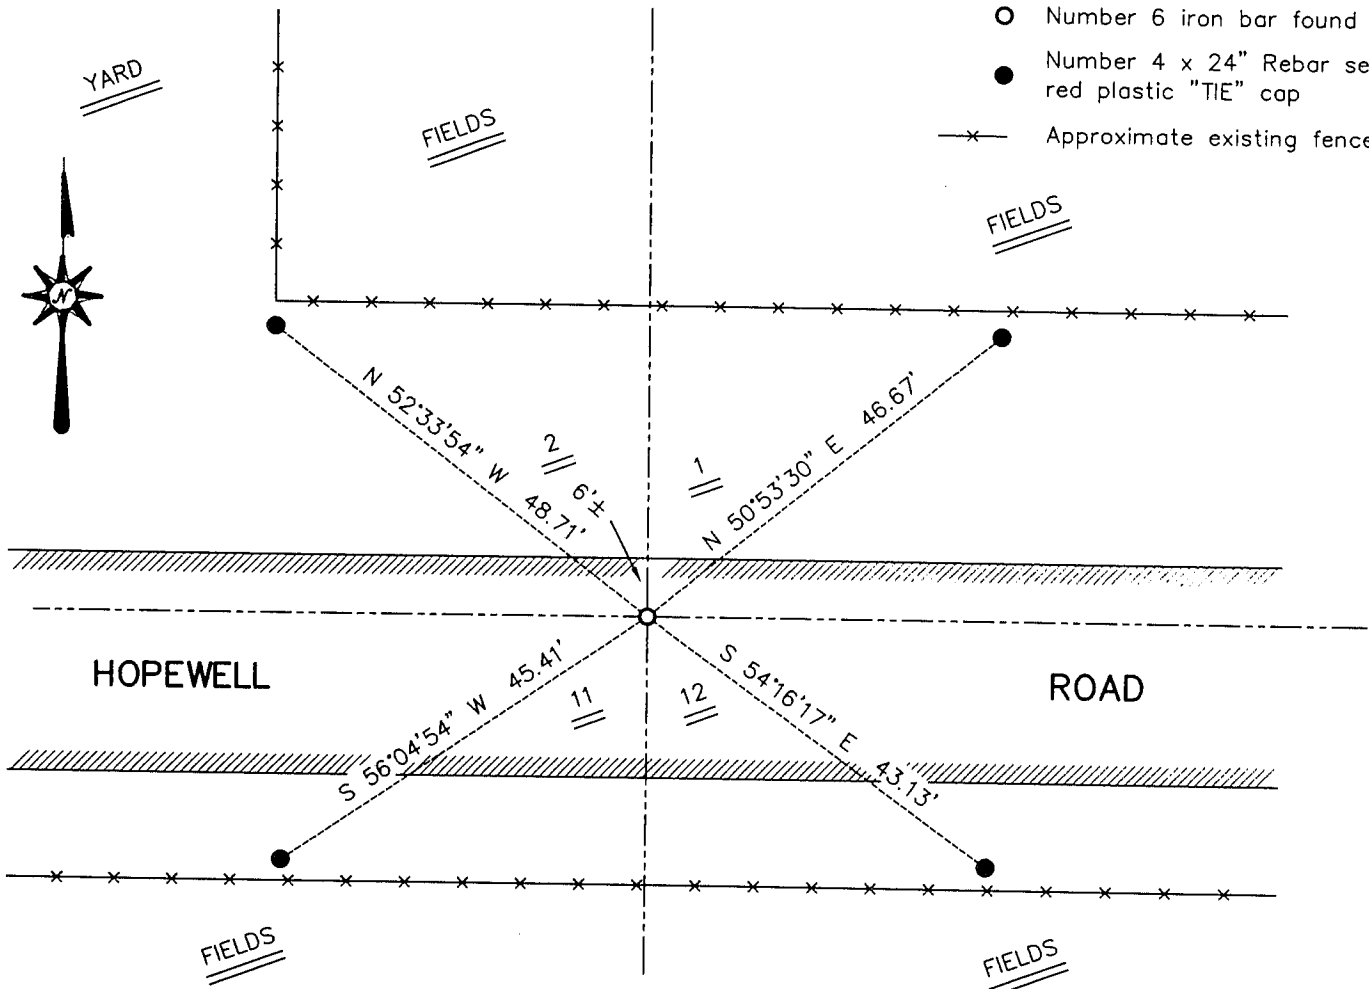 Number 6 iron bar found
Number 4 x 24" Rebar se
red plastic "TIE" cap
Approximate existing fence
YARD
FIELDS
FIELDS
N
N 52°33'54" W 48.71'
N 50°53'30" E 46.67'
2
6'±
1
HOPEWELL
ROAD
S 56°04'54" W 45.41'
11
12
S 54°16'17" E 43.13'
FIELDS
FIELDS